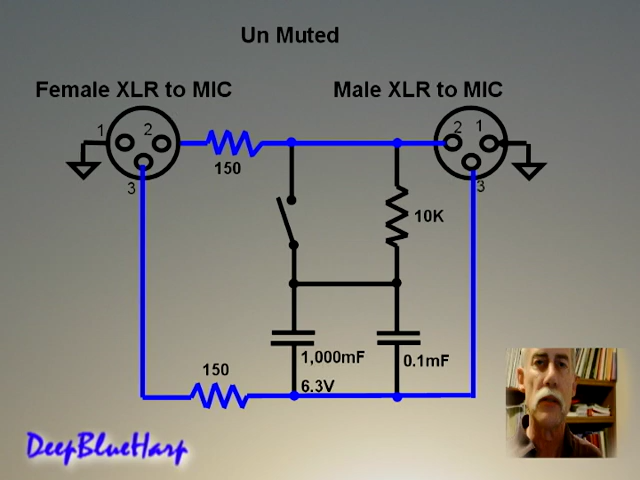 Un Muted
Female XLR to MIC
Male XLR to MIC
1
2
3
2
1
3
150
10K
1,000mF
6.3V
0.1mF
150
DeepBlueHarp